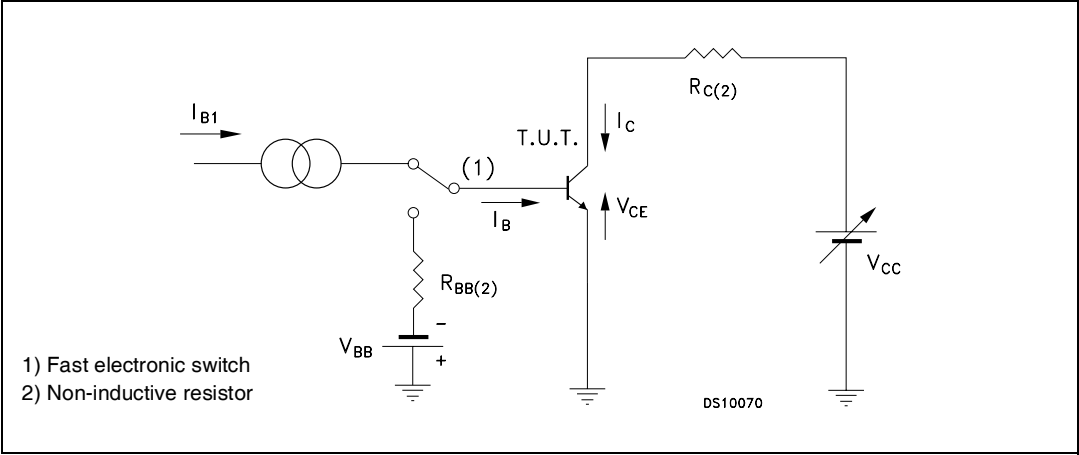 I_B1
R_C(2)
I_C
T.U.T.
(1)
I_B
V_CE
R_BB(2)
V_CC
V_BB
-
+
1) Fast electronic switch
2) Non-inductive resistor
DS10070